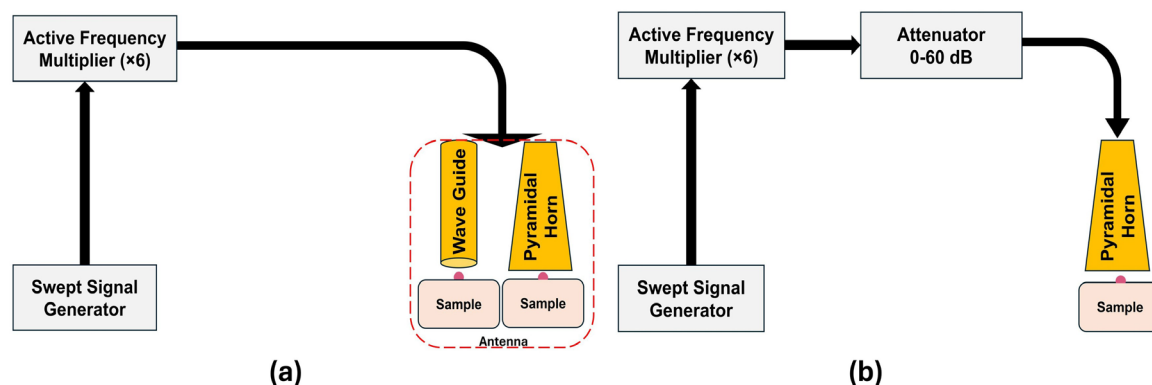 Active Frequency
Multiplier (×6)
Wave Guide
Pyramidal
Horn
Swept Signal
Generator
Sample
Sample
Antenna
(a)
Active Frequency
Multiplier (×6)
Attenuator
0-60 dB
Pyramidal
Horn
Swept Signal
Generator
Sample
(b)